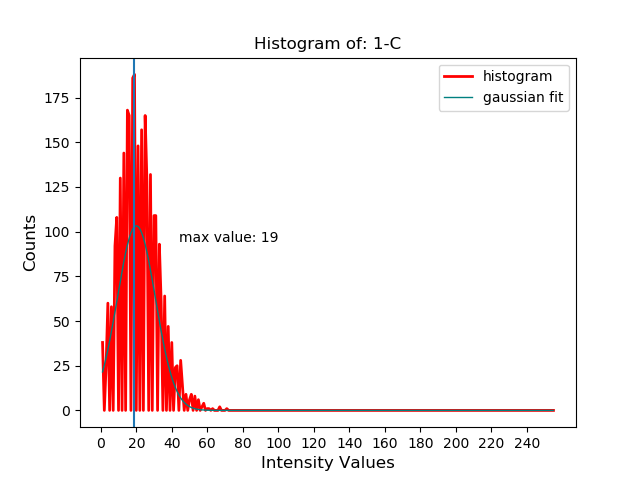 Histogram of: 1-C
histogram
gaussian fit
175
150
125
100
75
50
25
0
Counts
max value: 19
0 20 40 60 80 100 120 140 160 180 200 220 240
Intensity Values